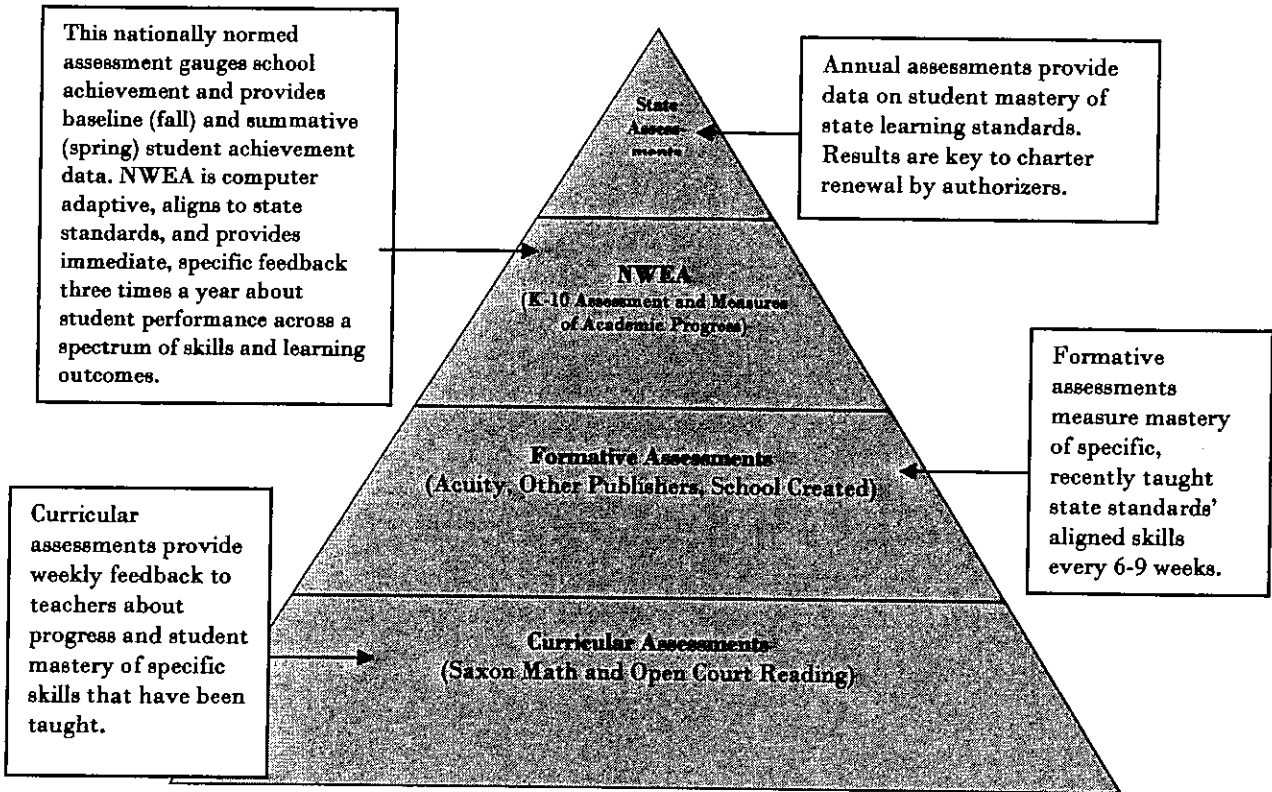 This nationally normed
assessment gauges school
achievement and provides
baseline (fall) and summative
(spring) student achievement
data. NWEA is computer
adaptive, aligns to state
standards, and provides
immediate, specific feedback
three times a year about
student performance across a
spectrum of skills and learning
outcomes.
State
Assess-
ments
Annual assessments provide
data on student mastery of
state learning standards.
Results are key to charter
renewal by authorizers.
NWEA
(K-10 Assessment and Measures
of Academic Progress)
Formative
assessments
measure mastery
of specific,
recently taught
state standards'
aligned skills
every 6-9 weeks.
Formative Assessments
(Acuity, Other Publishers, School Created)
Curricular
assessments provide
weekly feedback to
teachers about
progress and student
mastery of specific
skills that have been
taught.
Curricular Assessments
(Saxon Math and Open Court Reading)